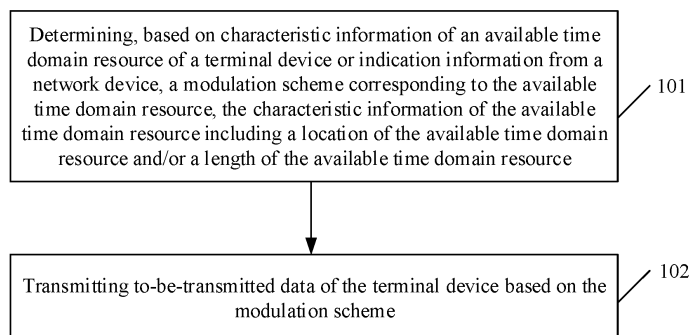 Determining, based on characteristic information of an available time
domain resource of a terminal device or indication information from a
network device, a modulation scheme corresponding to the available
time domain resource, the characteristic information of the available
time domain resource including a location of the available time domain
resource and/or a length of the available time domain resource
101
Transmitting to-be-transmitted data of the terminal device based on the
modulation scheme
102